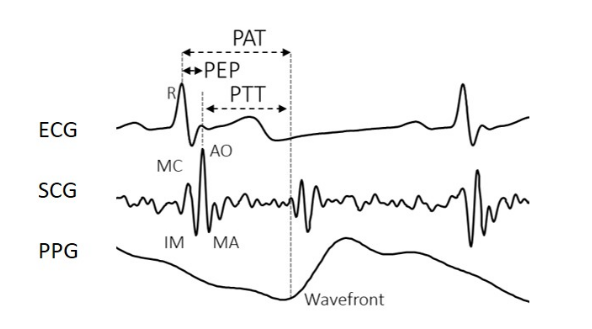 PAT
PEP
R
PTT
ECG
AO
MC
SCG
IM
MA
PPG
Wavefront